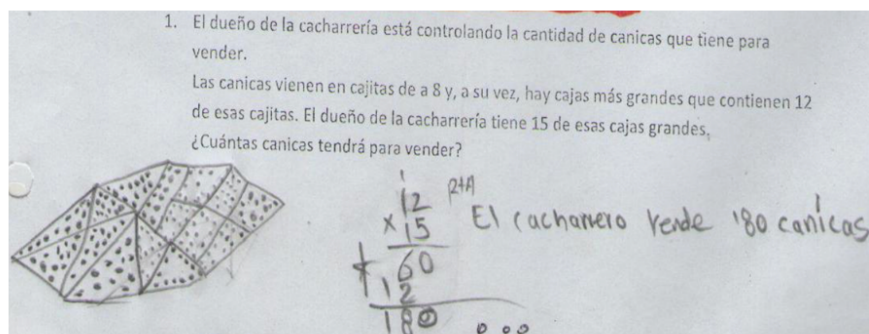 1. El dueño de la cacharrería está controlando la cantidad de canicas que tiene para
vender.
Las canicas vienen en cajitas de a 8 y, a su vez, hay cajas más grandes que contienen 12
de esas cajitas. El dueño de la cacharrería tiene 15 de esas cajas grandes.
¿Cuántas canicas tendrá para vender?
1
12 RtA
x 15 El cacharrero vende 180 canicas
+ 60
12
180